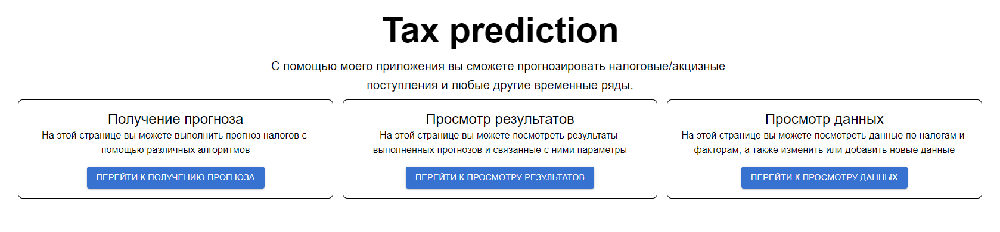 Tax prediction
С помощью моего приложения вы сможете прогнозировать налоговые/акцизные
поступления и любые другие временные ряды.
Получение прогноза
На этой странице вы можете выполнить прогноз налогов с
помощью различных алгоритмов
ПЕРЕЙТИ К ПОЛУЧЕНИЮ ПРОГНОЗА
Просмотр результатов
На этой странице вы можете посмотреть результаты
выполненных прогнозов и связанные с ними параметры
ПЕРЕЙТИ К ПРОСМОТРУ РЕЗУЛЬТАТОВ
Просмотр данных
На этой странице вы можете посмотреть данные по налогам и
факторам, а также изменить или добавить новые данные
ПЕРЕЙТИ К ПРОСМОТРУ ДАННЫХ